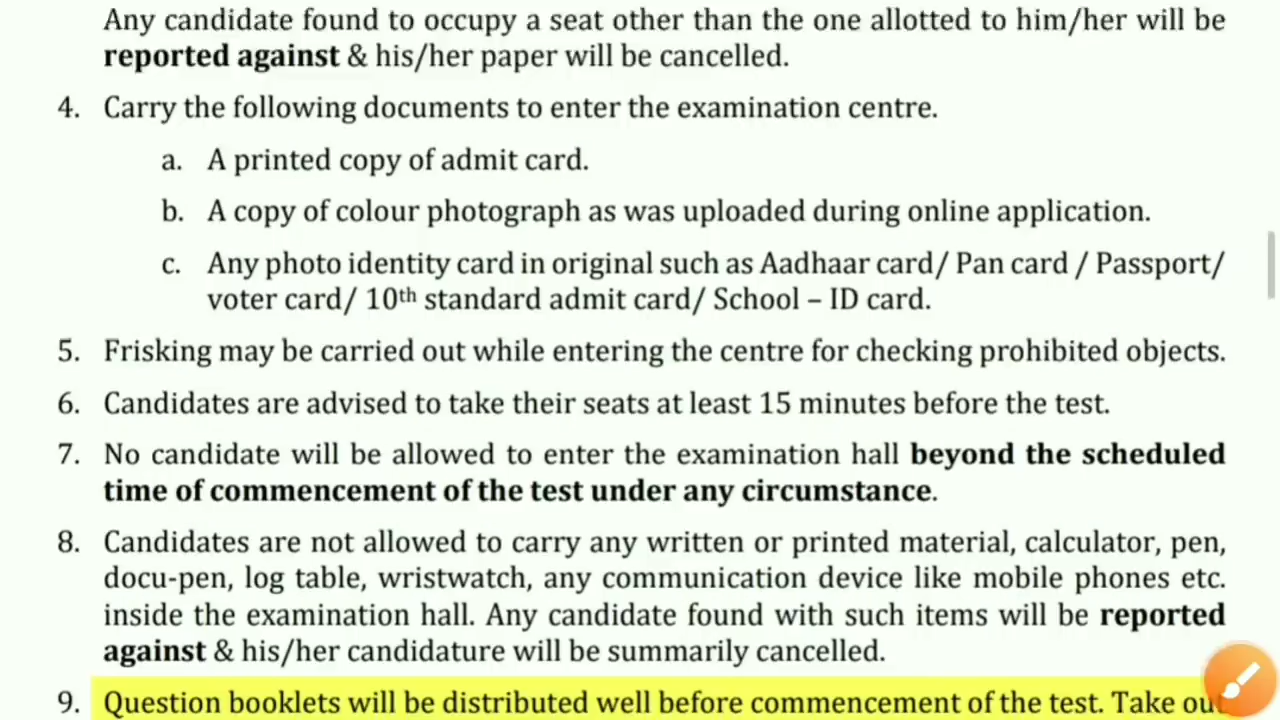 Any candidate found to occupy a seat other than the one allotted to him/her will be
reported against & his/her paper will be cancelled.
4. Carry the following documents to enter the examination centre.
a. A printed copy of admit card.
b. A copy of colour photograph as was uploaded during online application.
c. Any photo identity card in original such as Aadhaar card/ Pan card / Passport/
voter card/ 10th standard admit card/ School – ID card.
5. Frisking may be carried out while entering the centre for checking prohibited objects.
6. Candidates are advised to take their seats at least 15 minutes before the test.
7. No candidate will be allowed to enter the examination hall beyond the scheduled
time of commencement of the test under any circumstance.
8. Candidates are not allowed to carry any written or printed material, calculator, pen,
docu-pen, log table, wristwatch, any communication device like mobile phones etc.
inside the examination hall. Any candidate found with such items will be reported
against & his/her candidature will be summarily cancelled.
9. Question booklets will be distributed well before commencement of the test. Take out